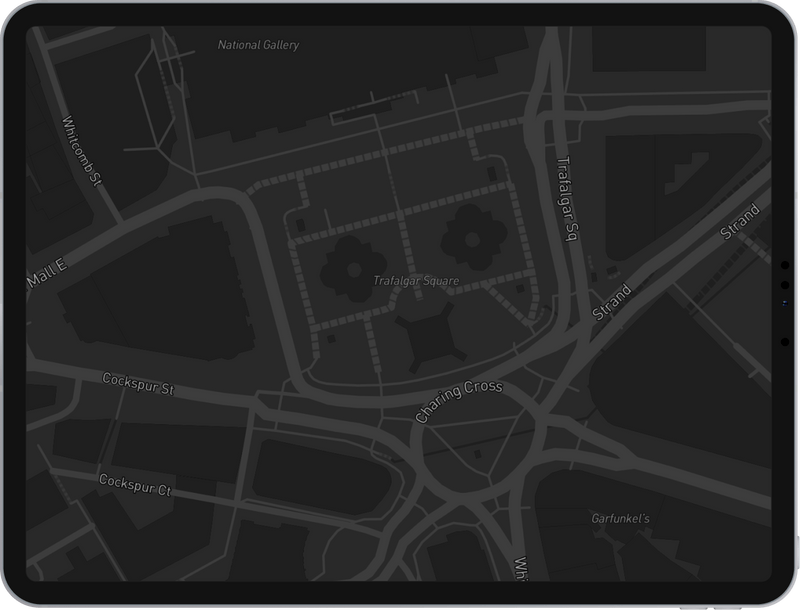 National Gallery
Whitcomb St
Trafalgar Sq
Strand
Mall E
Trafalgar Square
Strand
Cockspur St
Charing Cross
Cockspur Ct
Garfunkel's
Whi